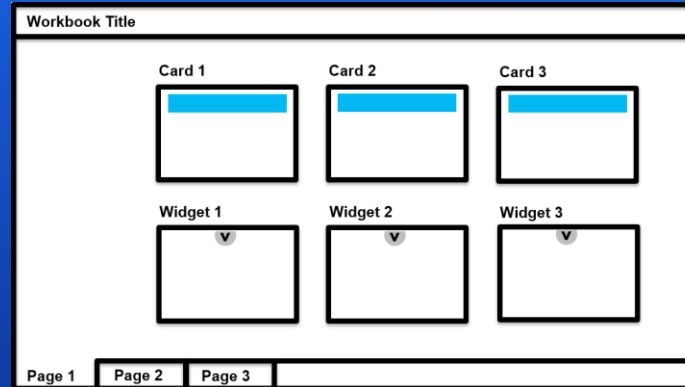 Workbook Title
Card 1
Card 2
Card 3
Widget 1
Widget 2
Widget 3
v
v
v
Page 1
Page 2
Page 3